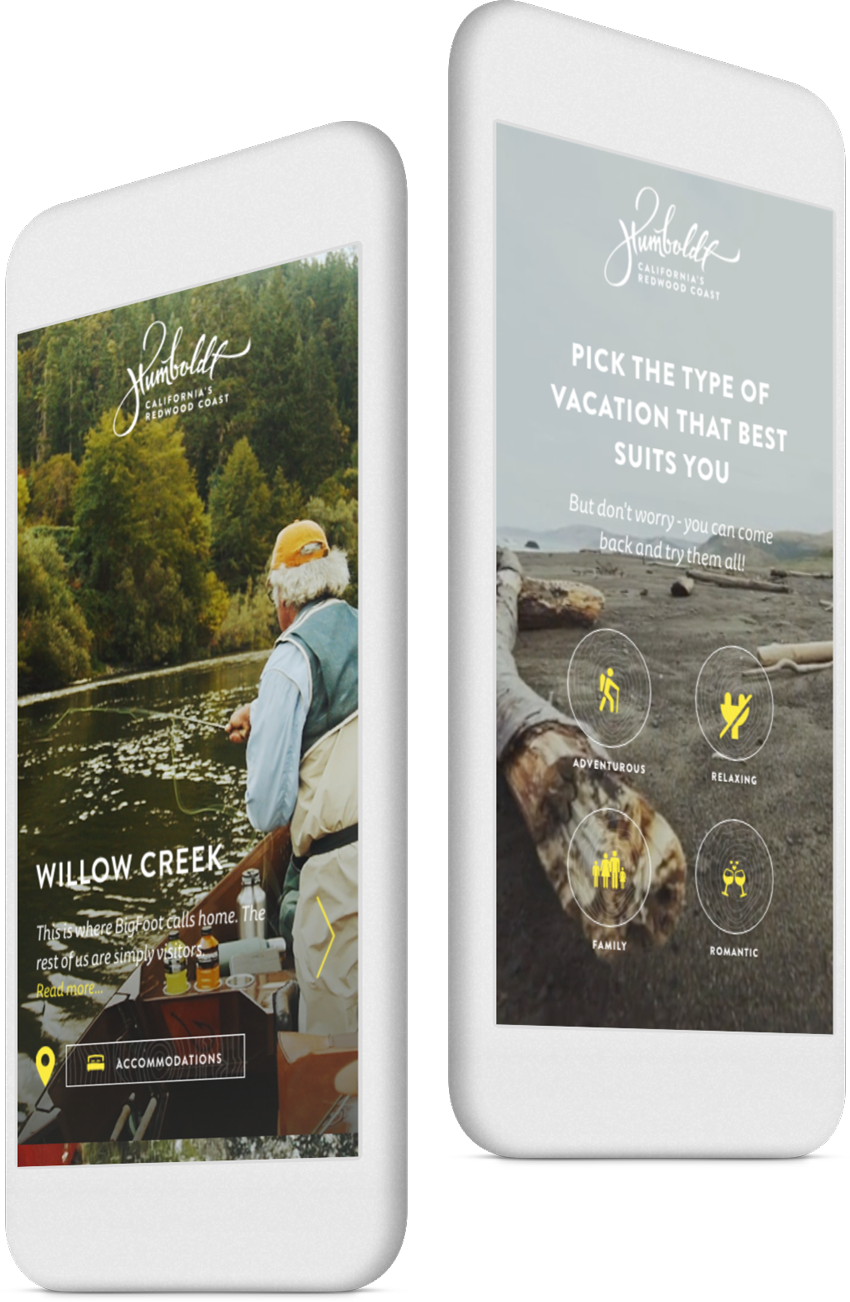 Humboldt
CALIFORNIA'S
REDWOOD COAST
WILLOW CREEK
This is where BigFoot calls home. The
rest of us are simply visitors.
Read more...
ACCOMMODATIONS
Humboldt
CALIFORNIA'S
REDWOOD COAST
PICK THE TYPE OF
VACATION THAT BEST
SUITS YOU
But don't worry - you can come
back and try them all!
ADVENTUROUS
RELAXING
FAMILY
ROMANTIC